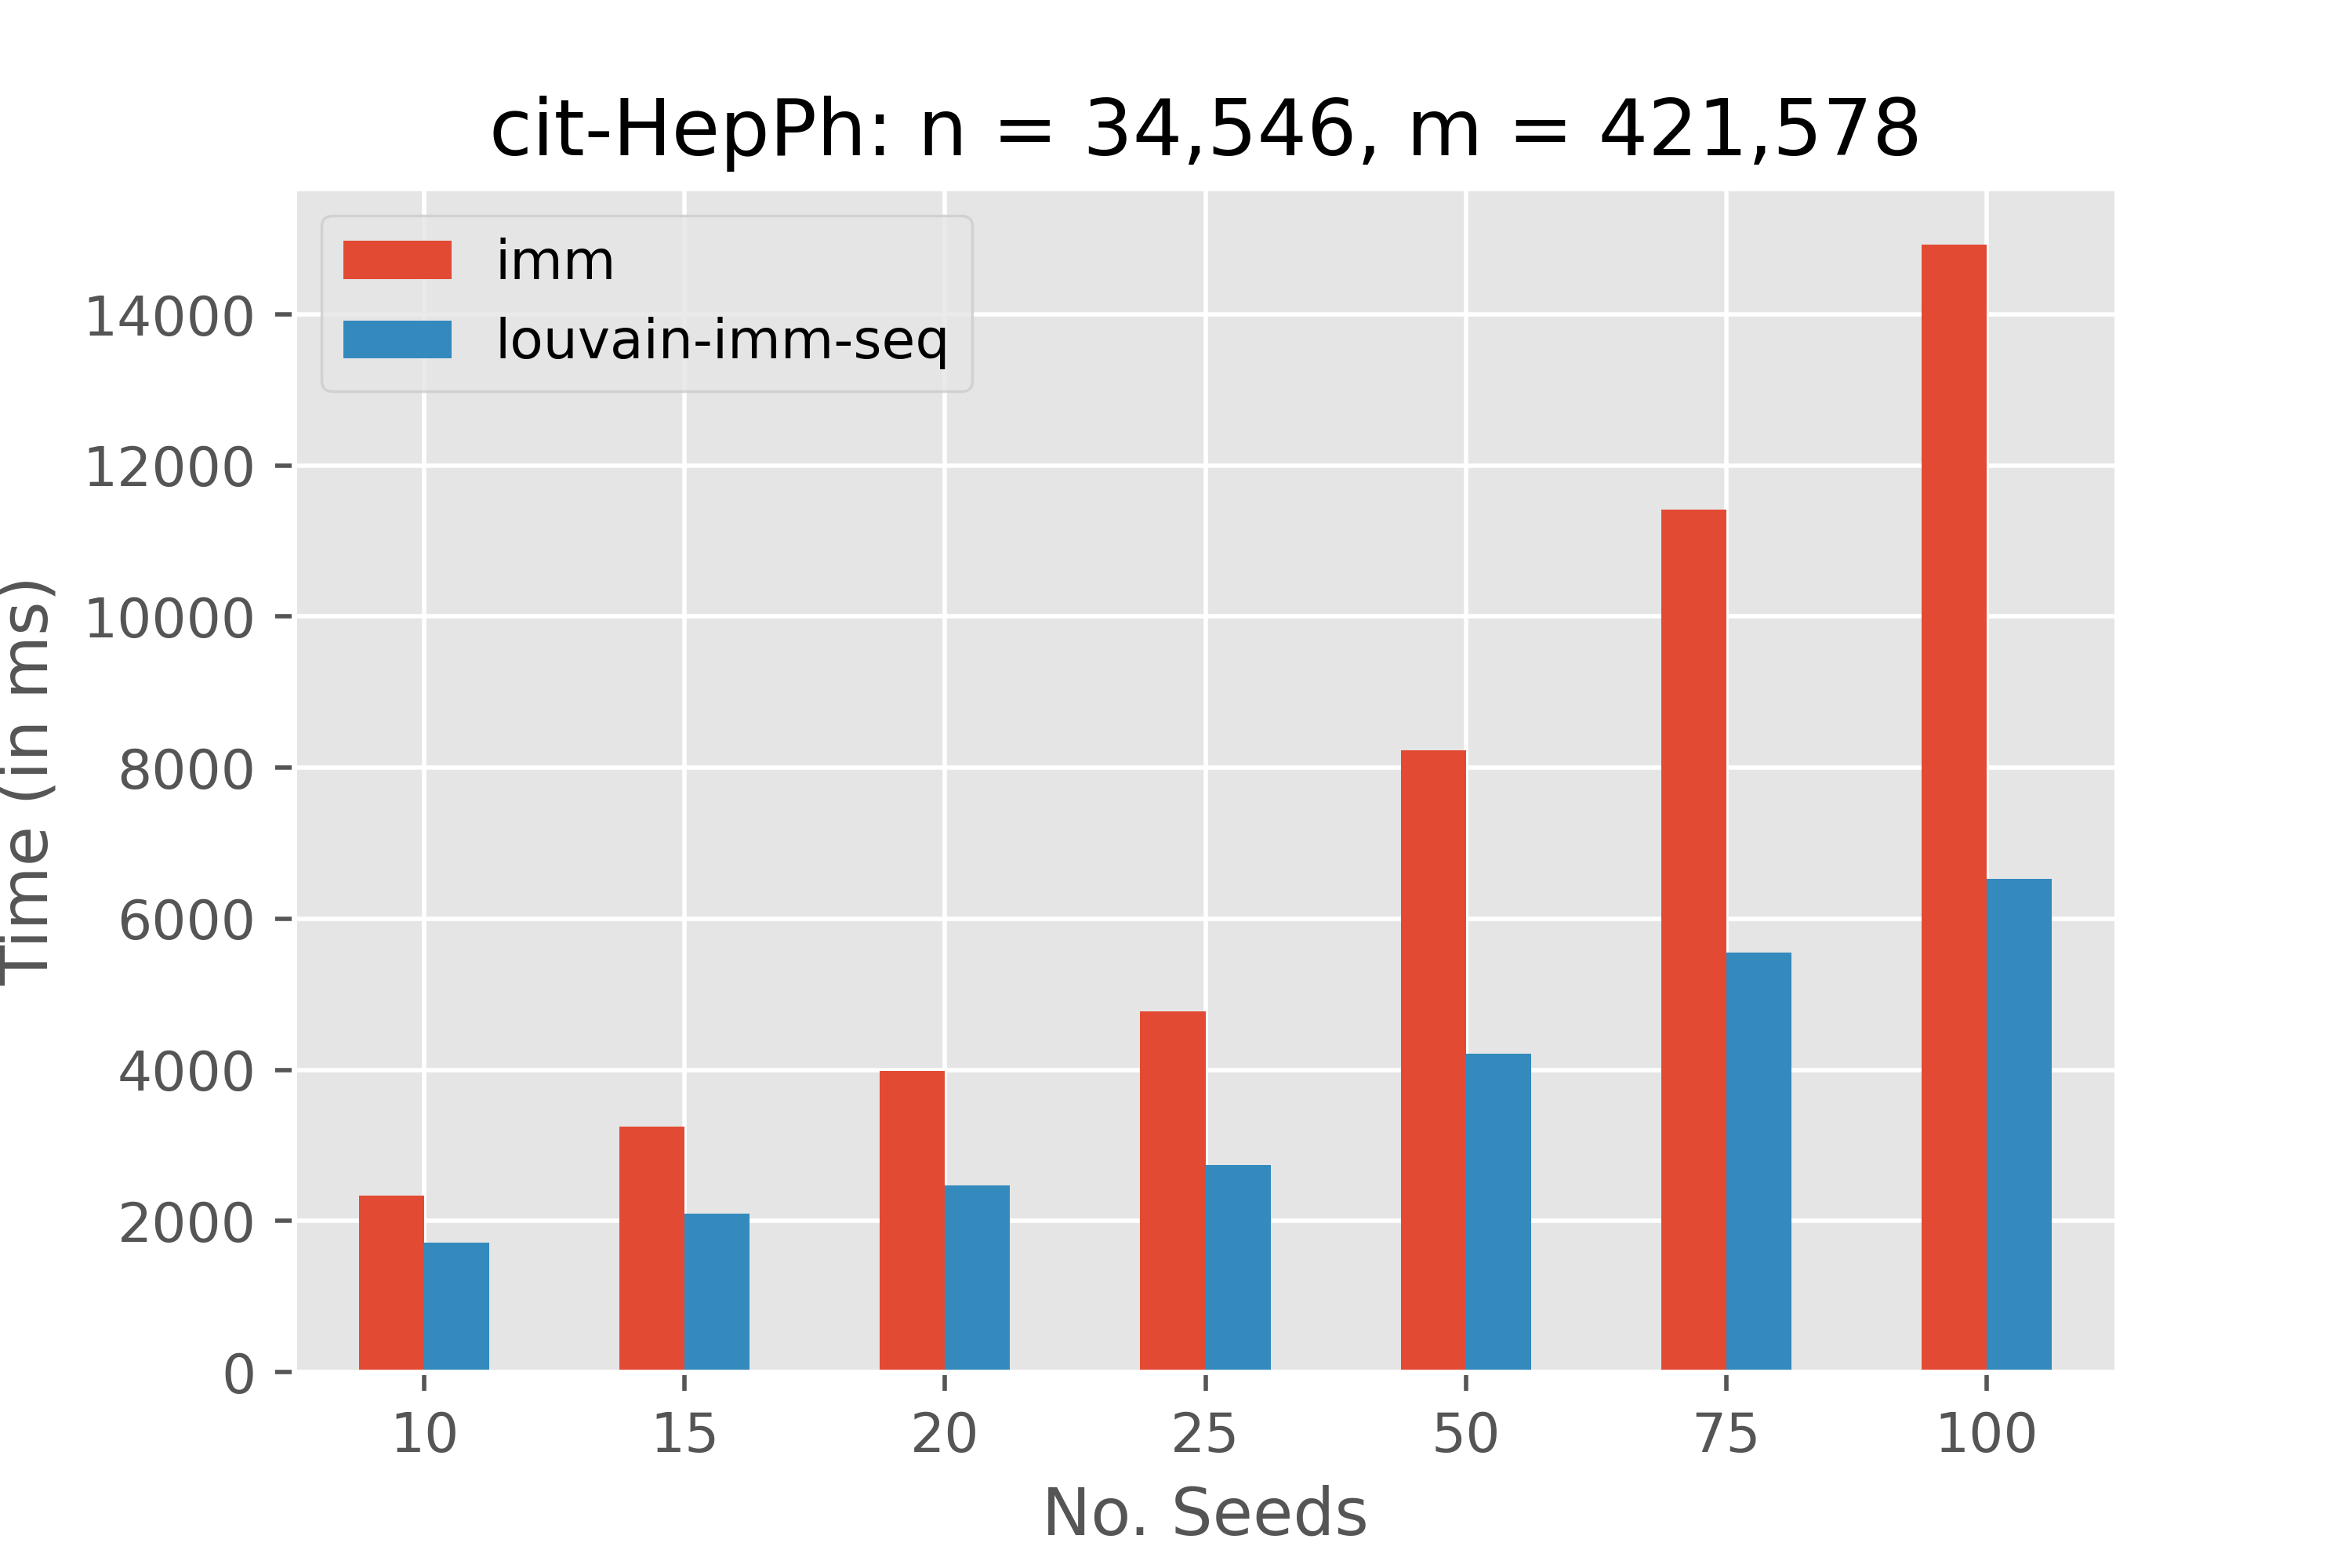 cit-HepPh: n = 34,546, m = 421,578
imm
louvain-imm-seq
Time (in ms)
14000
12000
10000
8000
6000
4000
2000
0
10 15 20 25 50 75 100
No. Seeds